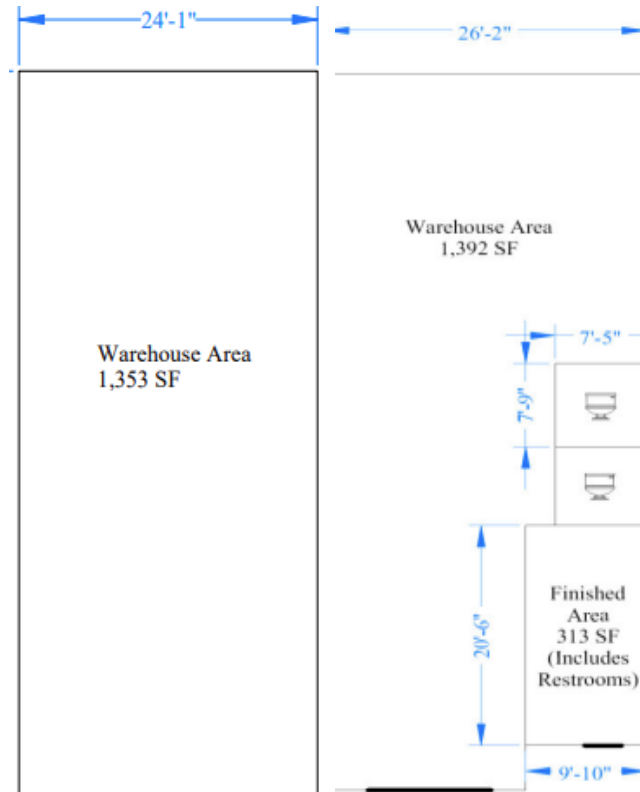 24'-1"
26'-2"
Warehouse Area
1,353 SF
Warehouse Area
1,392 SF
7'-5"
7'-9"
20'-6"
Finished
Area
313 SF
(Includes
Restrooms)
9'-10"